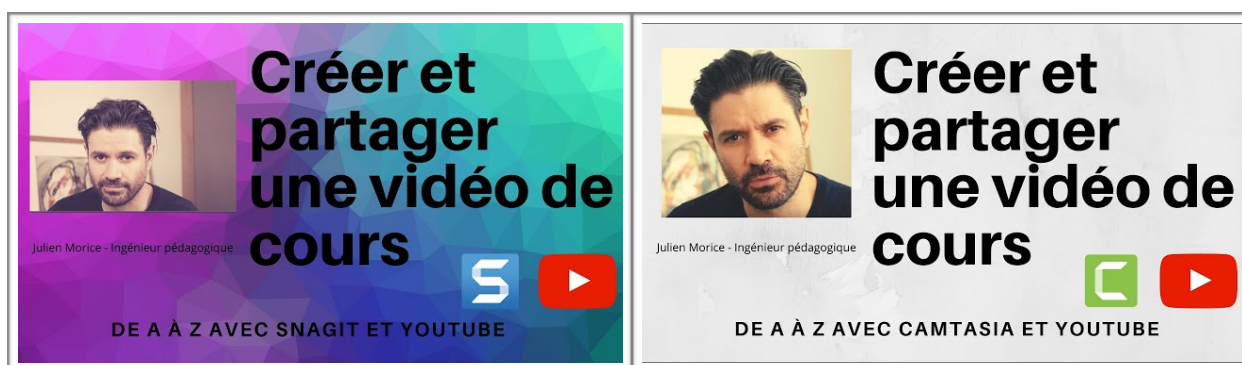 Créer et
partager
une vidéo de
cours
Julien Morice - Ingénieur pédagogique
S
DE A À Z AVEC SNAGIT ET YOUTUBE
Créer et
partager
une vidéo de
cours
Julien Morice - Ingénieur pédagogique
C
DE A À Z AVEC CAMTASIA ET YOUTUBE